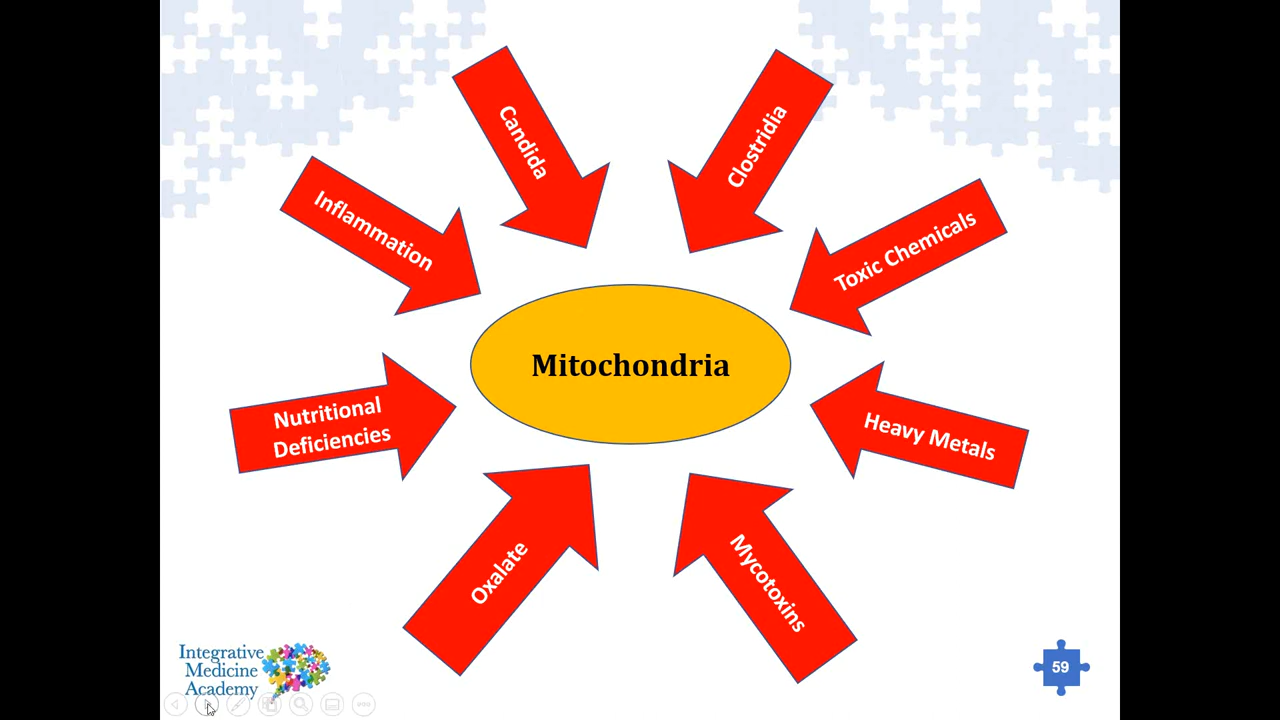 Candida
Clostridia
Inflammation
Toxic Chemicals
Mitochondria
Nutritional
Deficiencies
Heavy Metals
Oxalate
Mycotoxins
Integrative
Medicine
Academy
59